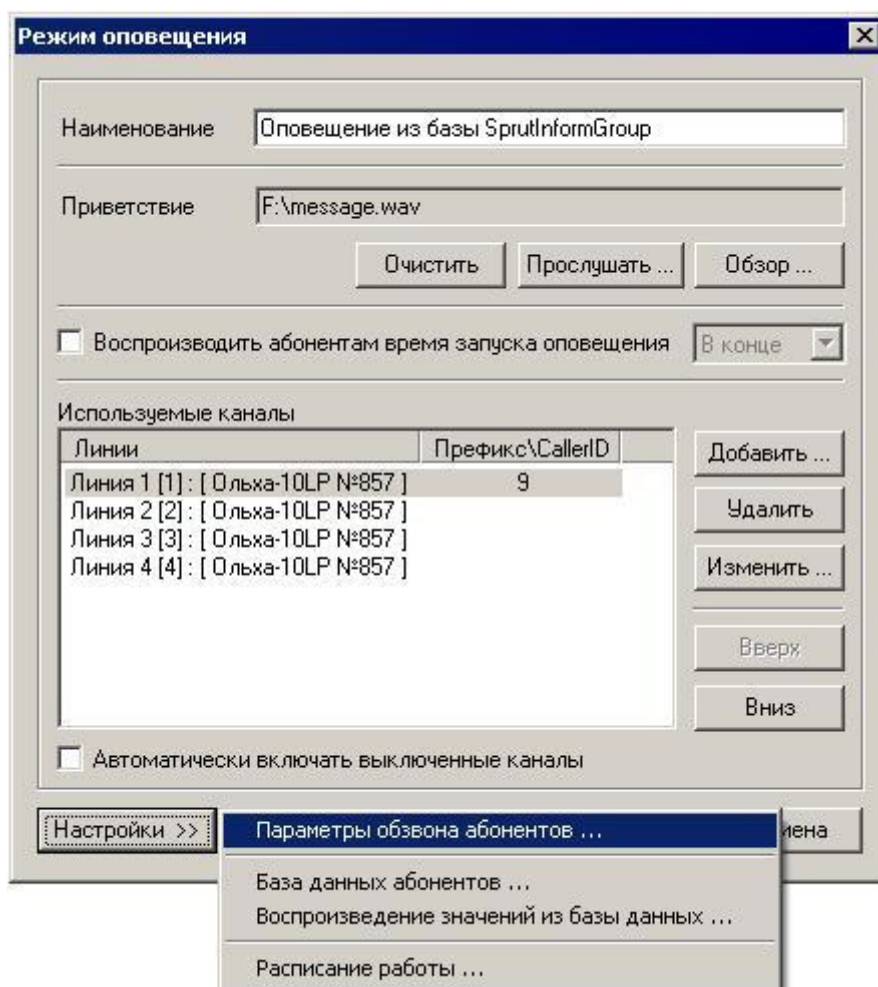 Режим оповещения
Наименование Оповещение из базы SprutInformGroup
Приветствие F:\message.wav
Очистить Прослушать ... Обзор ...
Воспроизводить абонентам время запуска оповещения В конце
Используемые каналы
Линии Префикс\CallerID
Линия 1 [1] : [ Ольха-10LP №857 ] 9
Линия 2 [2] : [ Ольха-10LP №857 ]
Линия 3 [3] : [ Ольха-10LP №857 ]
Линия 4 [4] : [ Ольха-10LP №857 ]
Добавить ...
Удалить
Изменить ...
Вверх
Вниз
Автоматически включать выключенные каналы
Настройки >>
Параметры обзвона абонентов ...
База данных абонентов ...
Воспроизведение значений из базы данных ...
Расписание работы ...